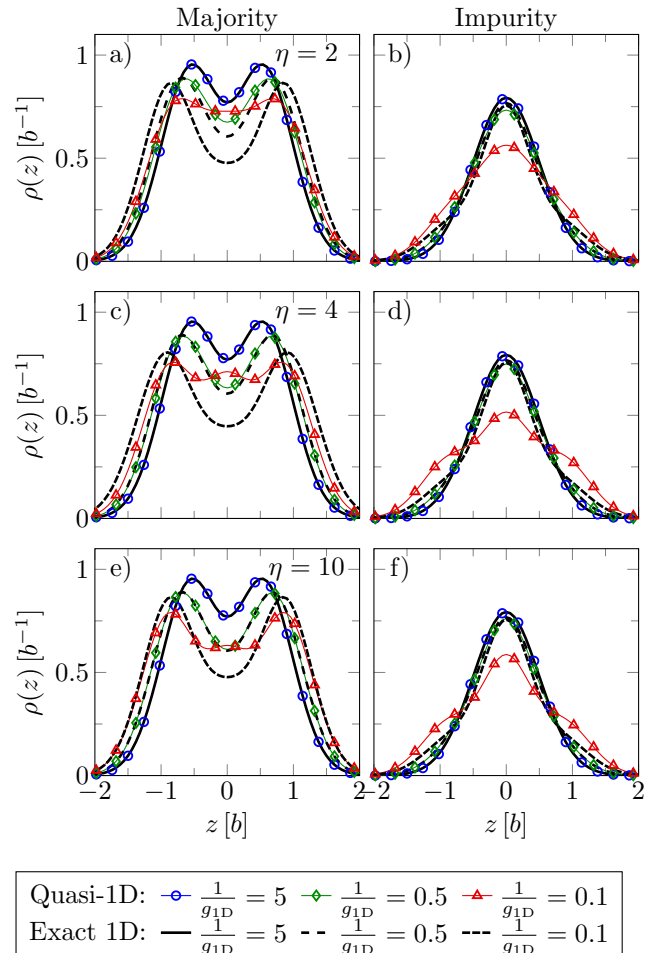 Majority Impurity
a) η = 2 b)
1
0.5
0
ρ(z) [b⁻¹]
c) η = 4 d)
1
0.5
0
ρ(z) [b⁻¹]
e) η = 10 f)
1
0.5
0
ρ(z) [b⁻¹]
−2 −1 0 1 2 −2 −1 0 1 2
z [b] z [b]
Quasi-1D: 1/g₁D = 5 1/g₁D = 0.5 1/g₁D = 0.1
Exact 1D: 1/g₁D = 5 1/g₁D = 0.5 1/g₁D = 0.1